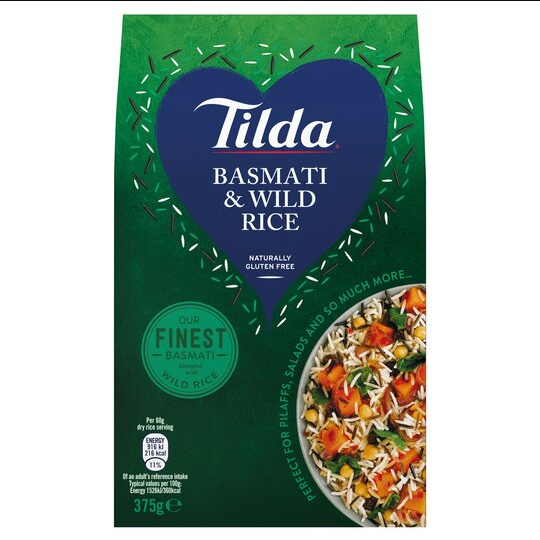 Tilda
BASMATI
& WILD
RICE
NATURALLY
GLUTEN FREE
OUR
FINEST
BASMATI
blended
with
WILD RICE
PERFECT FOR PILAFFS, SALADS AND SO MUCH MORE...
Per 60g
dry rice serving
ENERGY
916 kJ
216 kcal
11%
Of an adult's reference intake
Typical values per 100g:
Energy 1526kJ/360kcal
375g℮